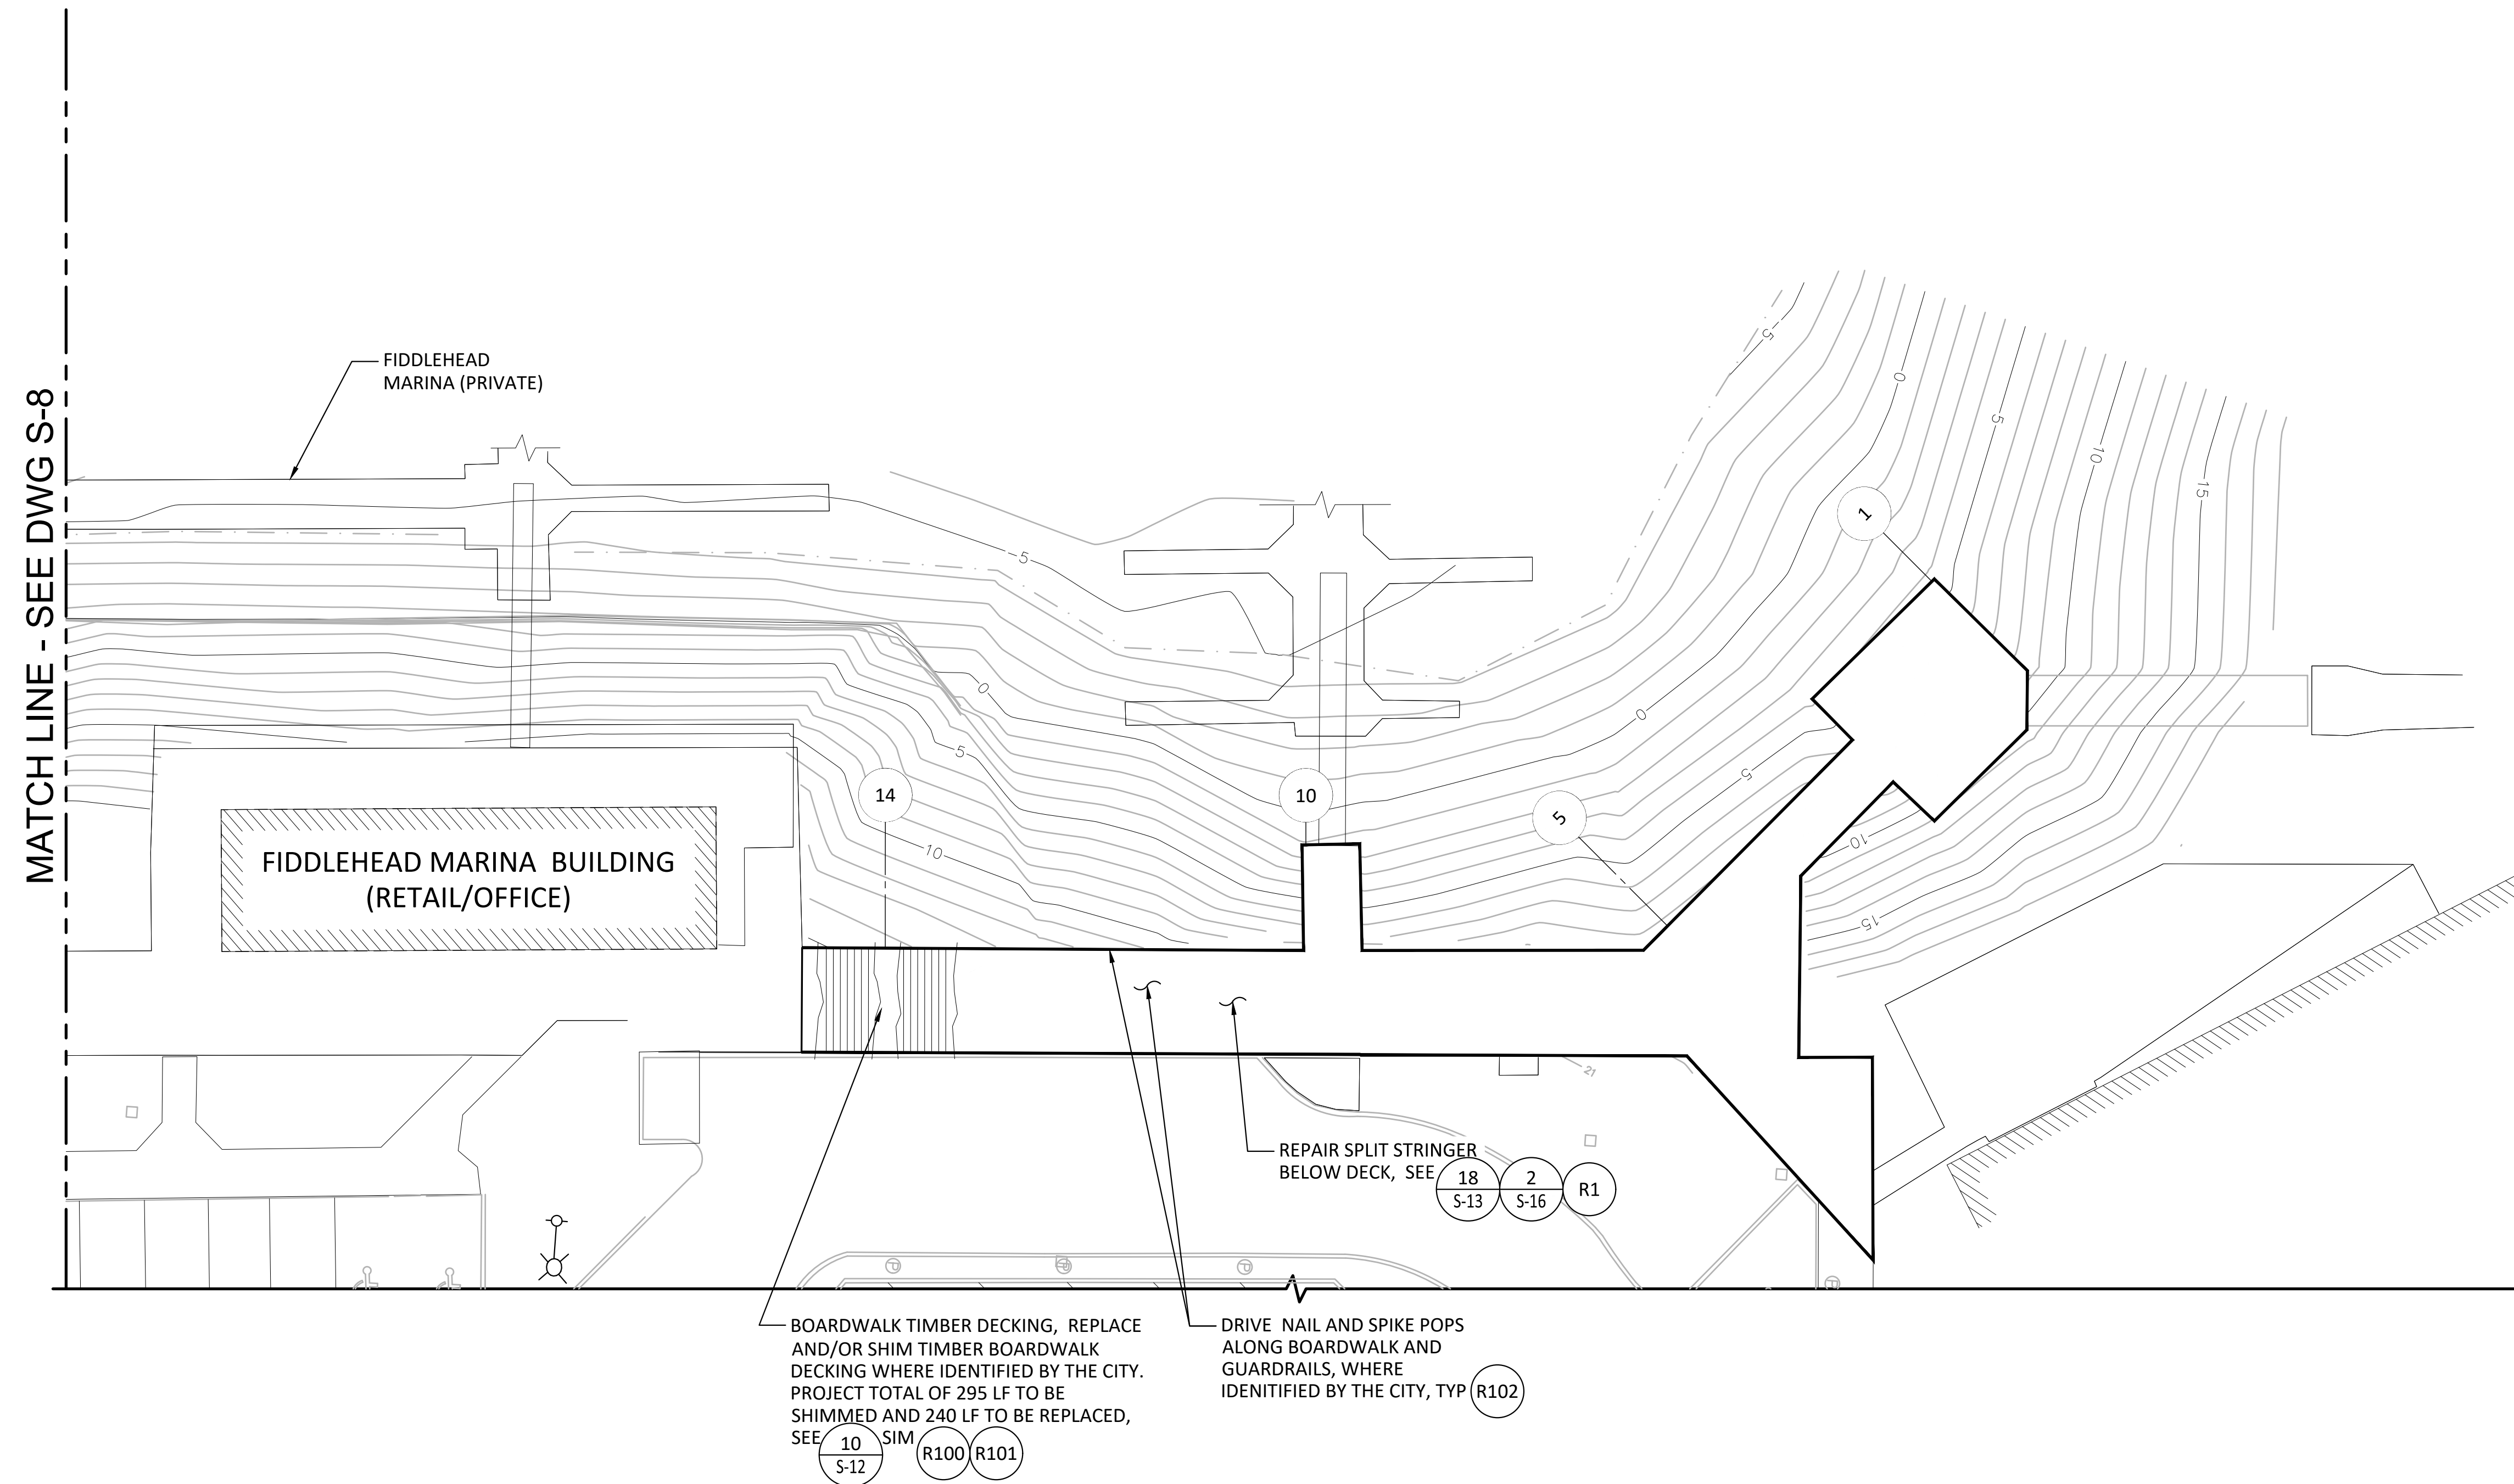 MATCH LINE - SEE DWG S-8
FIDDLEHEAD
MARINA (PRIVATE)
5
0
5
10
15
1
5
0
0
5
5
14
10
5
10
10
15
FIDDLEHEAD MARINA BUILDING
(RETAIL/OFFICE)
21
REPAIR SPLIT STRINGER
BELOW DECK, SEE
18
S-13
2
S-16
R1
P
P
P
BOARDWALK TIMBER DECKING, REPLACE
AND/OR SHIM TIMBER BOARDWALK
DECKING WHERE IDENTIFIED BY THE CITY.
PROJECT TOTAL OF 295 LF TO BE
SHIMMED AND 240 LF TO BE REPLACED,
SEE
10
S-12
SIM
R100
R101
DRIVE NAIL AND SPIKE POPS
ALONG BOARDWALK AND
GUARDRAILS, WHERE
IDENITIFIED BY THE CITY, TYP
R102